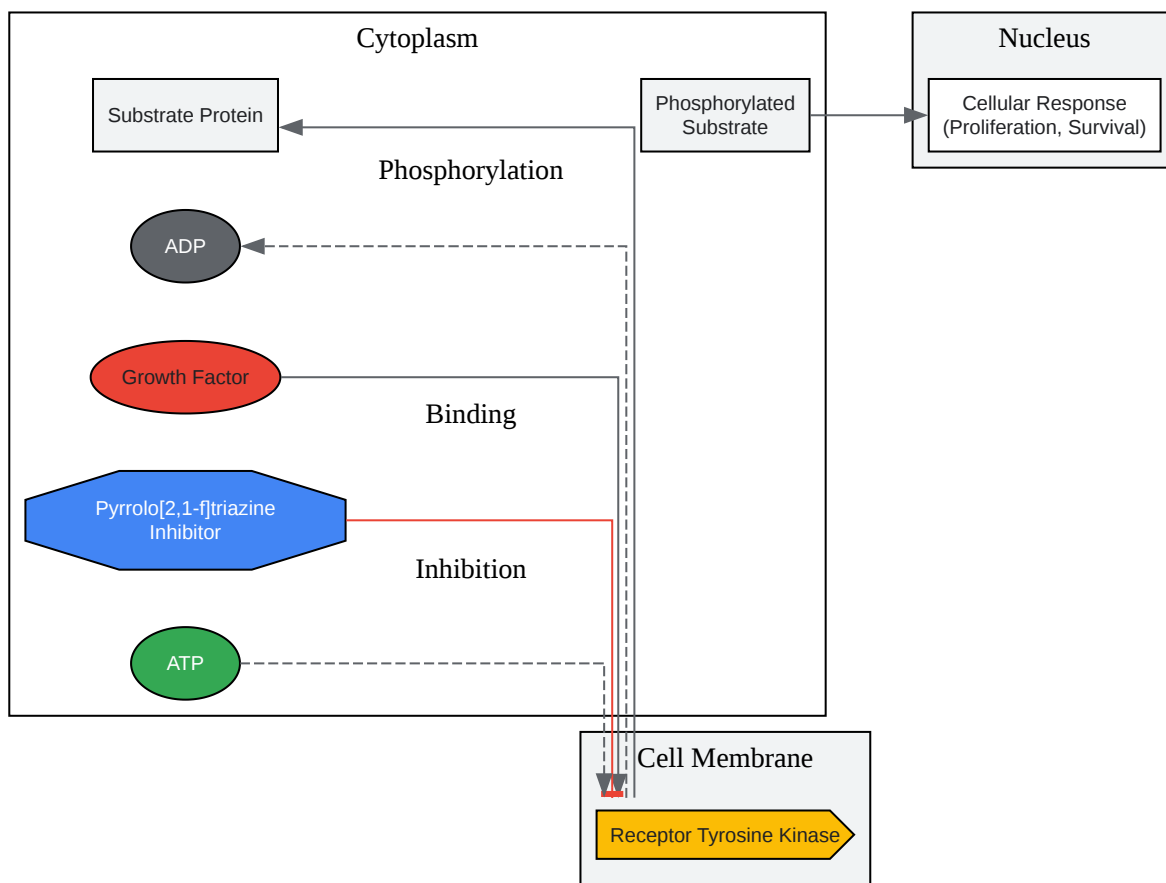 Cytoplasm
Nucleus
Substrate Protein
Phosphorylated
Substrate
Cellular Response
(Proliferation, Survival)
Phosphorylation
ADP
Growth Factor
Binding
Pyrrolo[2,1-f]triazine
Inhibitor
Inhibition
ATP
Cell Membrane
Receptor Tyrosine Kinase